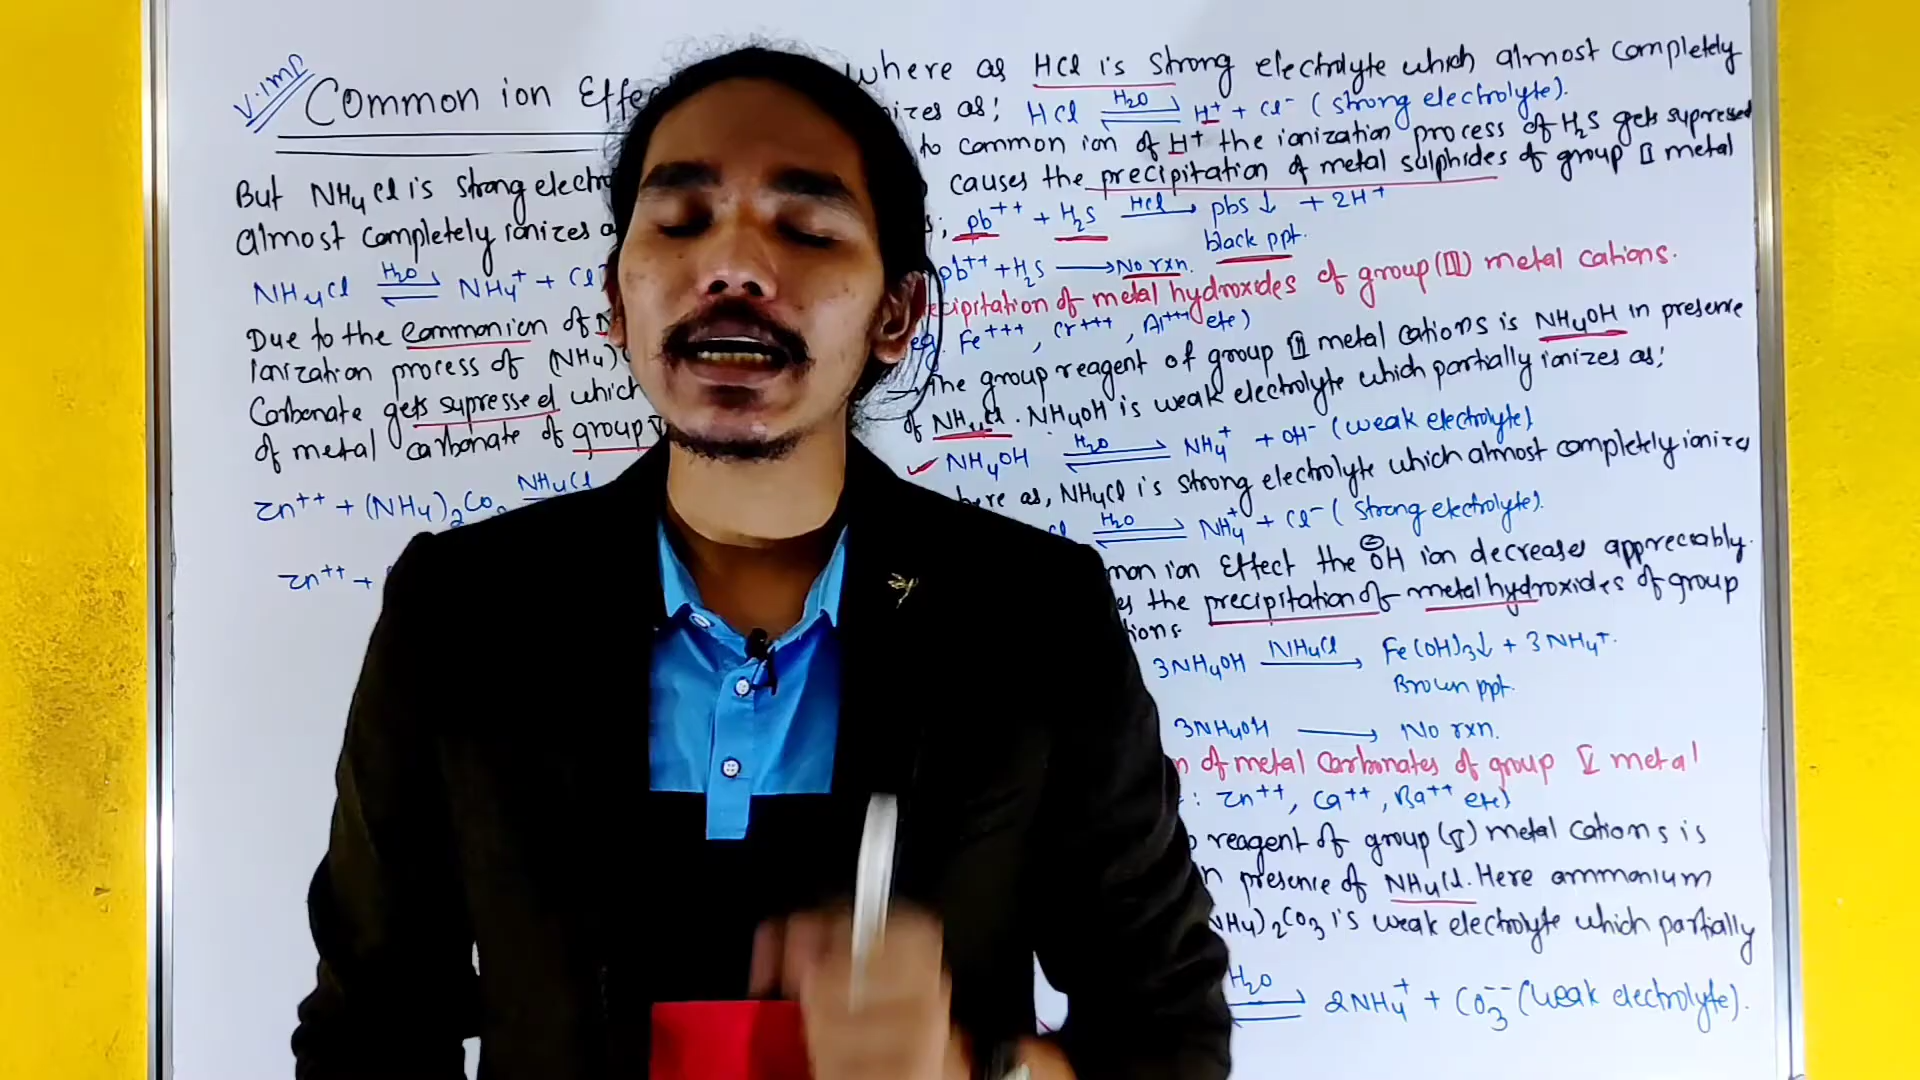 V.IMP
Common ion Effe
But NH4Cl is strong electro
almost completely ionizes a
NH4Cl H2O ⇌ NH4+ + Cl
Due to the common ion of N
ionization process of (NH4)
Carbonate gets supressed which
of metal carbonate of group V
Zn++ + (NH4)2CO NH4Cl
Zn++ +
where as HCl is strong electrolyte which almost completely
izes as; HCl H2O ⇌ H+ + Cl- (strong electrolyte).
to common ion of H+ the ionization process of H2S gets supressed
causes the precipitation of metal sulphides of group II metal
s; pb++ + H2S HCl → pbs ↓ + 2H+
black ppt.
pb++ + H2S → No rxn.
ecipitation of metal hydroxides of group (III) metal cations.
eg. Fe+++, Cr+++, Al+++ etc)
The group reagent of group III metal cations is NH4OH in presence
of NH4Cl. NH4OH is weak electrolyte which partially ionizes as;
✓ NH4OH H2O ⇌ NH4+ + OH- (weak electrolyte)
here as, NH4Cl is strong electrolyte which almost completely ionizes
Cl H2O ⇌ NH4+ + Cl- (strong electrolyte).
mon ion Effect the OH⊖ ion decreases appreciably.
es the precipitation of metal hydroxides of group
tions.
3NH4OH NH4Cl → Fe(OH)3↓ + 3NH4+.
Brown ppt.
3NH4OH → No rxn.
n of metal Carbonates of group V metal
: Zn++, Ca++, Ba++ etc)
p reagent of group (V) metal cations is
n presence of NH4Cl. Here ammonium
NH4)2CO3 is weak electrolyte which partially
H2O ⇌ 2NH4+ + CO3-- (weak electrolyte).